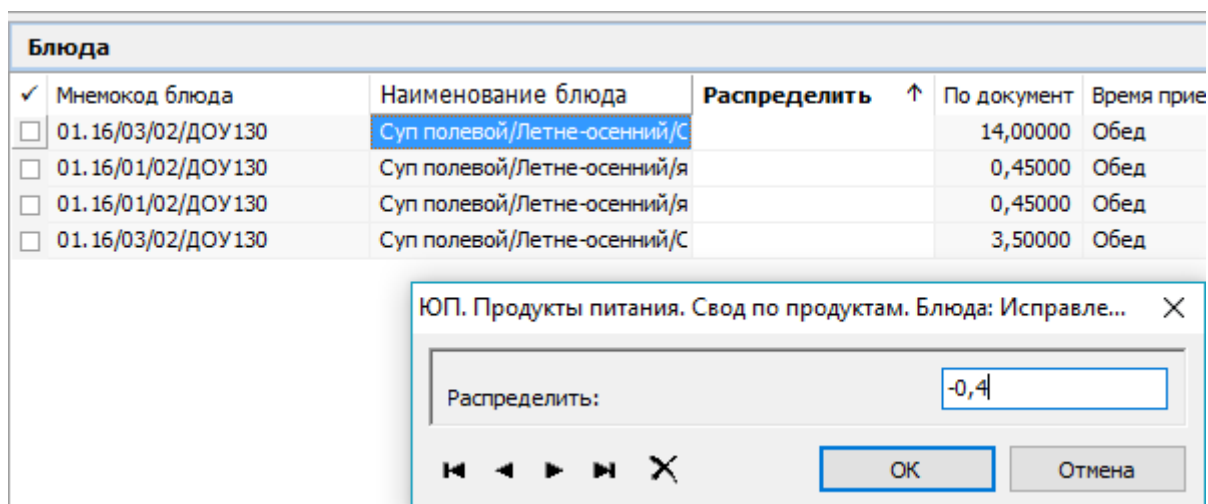 Блюда
✓ Мнемокод блюда Наименование блюда Распределить ↑ По документ Время прие
01.16/03/02/ДОУ130 Суп полевой/Летне-осенний/С 14,00000 Обед
01.16/01/02/ДОУ130 Суп полевой/Летне-осенний/я 0,45000 Обед
01.16/01/02/ДОУ130 Суп полевой/Летне-осенний/я 0,45000 Обед
01.16/03/02/ДОУ130 Суп полевой/Летне-осенний/С 3,50000 Обед
ЮП. Продукты питания. Свод по продуктам. Блюда: Исправле...
Распределить: -0,4
ОК Отмена